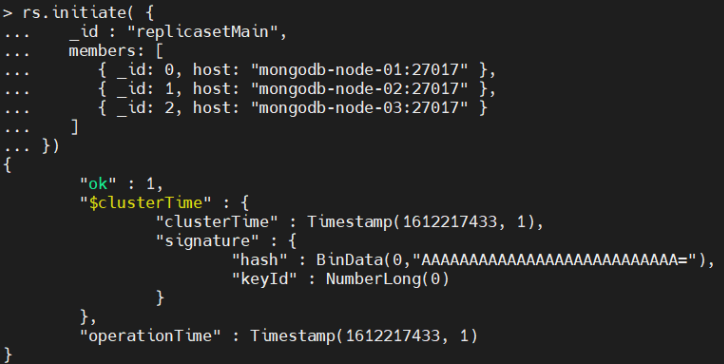 > rs.initiate( {
...    _id : "replicasetMain",
...    members: [
...       { _id: 0, host: "mongodb-node-01:27017" },
...       { _id: 1, host: "mongodb-node-02:27017" },
...       { _id: 2, host: "mongodb-node-03:27017" }
...    ]
... })
{
        "ok" : 1,
        "$clusterTime" : {
                "clusterTime" : Timestamp(1612217433, 1),
                "signature" : {
                        "hash" : BinData(0,"AAAAAAAAAAAAAAAAAAAAAAAAAAA="),
                        "keyId" : NumberLong(0)
                }
        },
        "operationTime" : Timestamp(1612217433, 1)
}